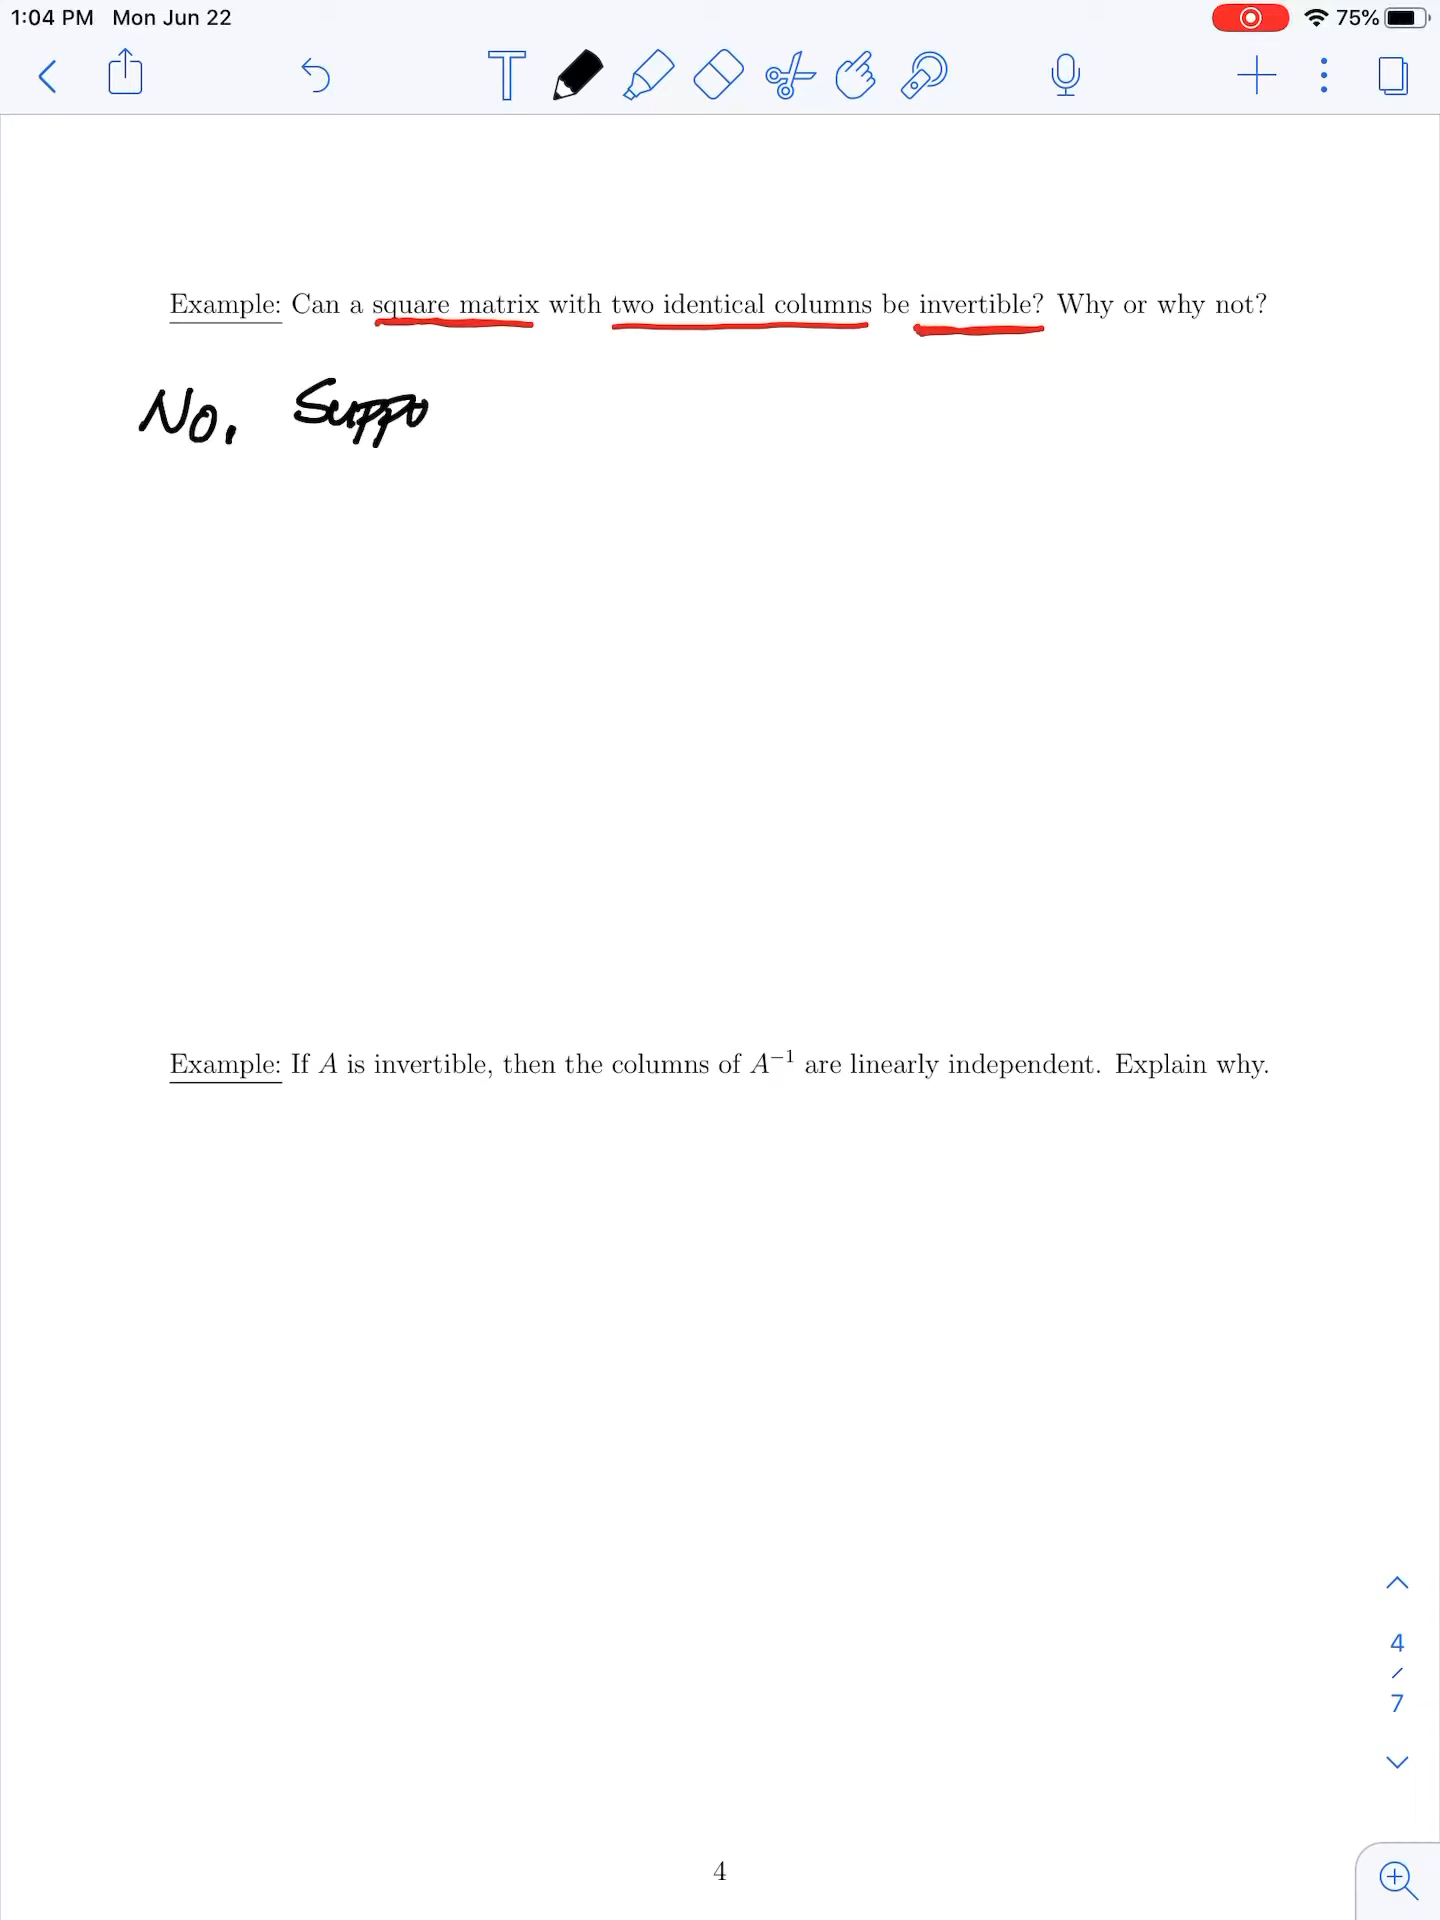 1:04 PM Mon Jun 22 75%
T
Example: Can a square matrix with two identical columns be invertible? Why or why not?
No. Suppo
Example: If A is invertible, then the columns of A⁻¹ are linearly independent. Explain why.
4
/
7
4